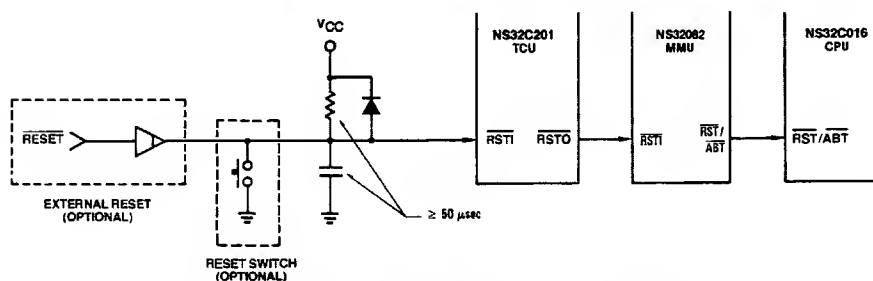 VCC
NS32C201
TCU
NS32082
MMU
NS32C016
CPU
RESET
RSTI
RSTO
RSTI
RST/
ABT
RST/ABT
EXTERNAL RESET
(OPTIONAL)
RESET SWITCH
(OPTIONAL)
≥ 50 μsec